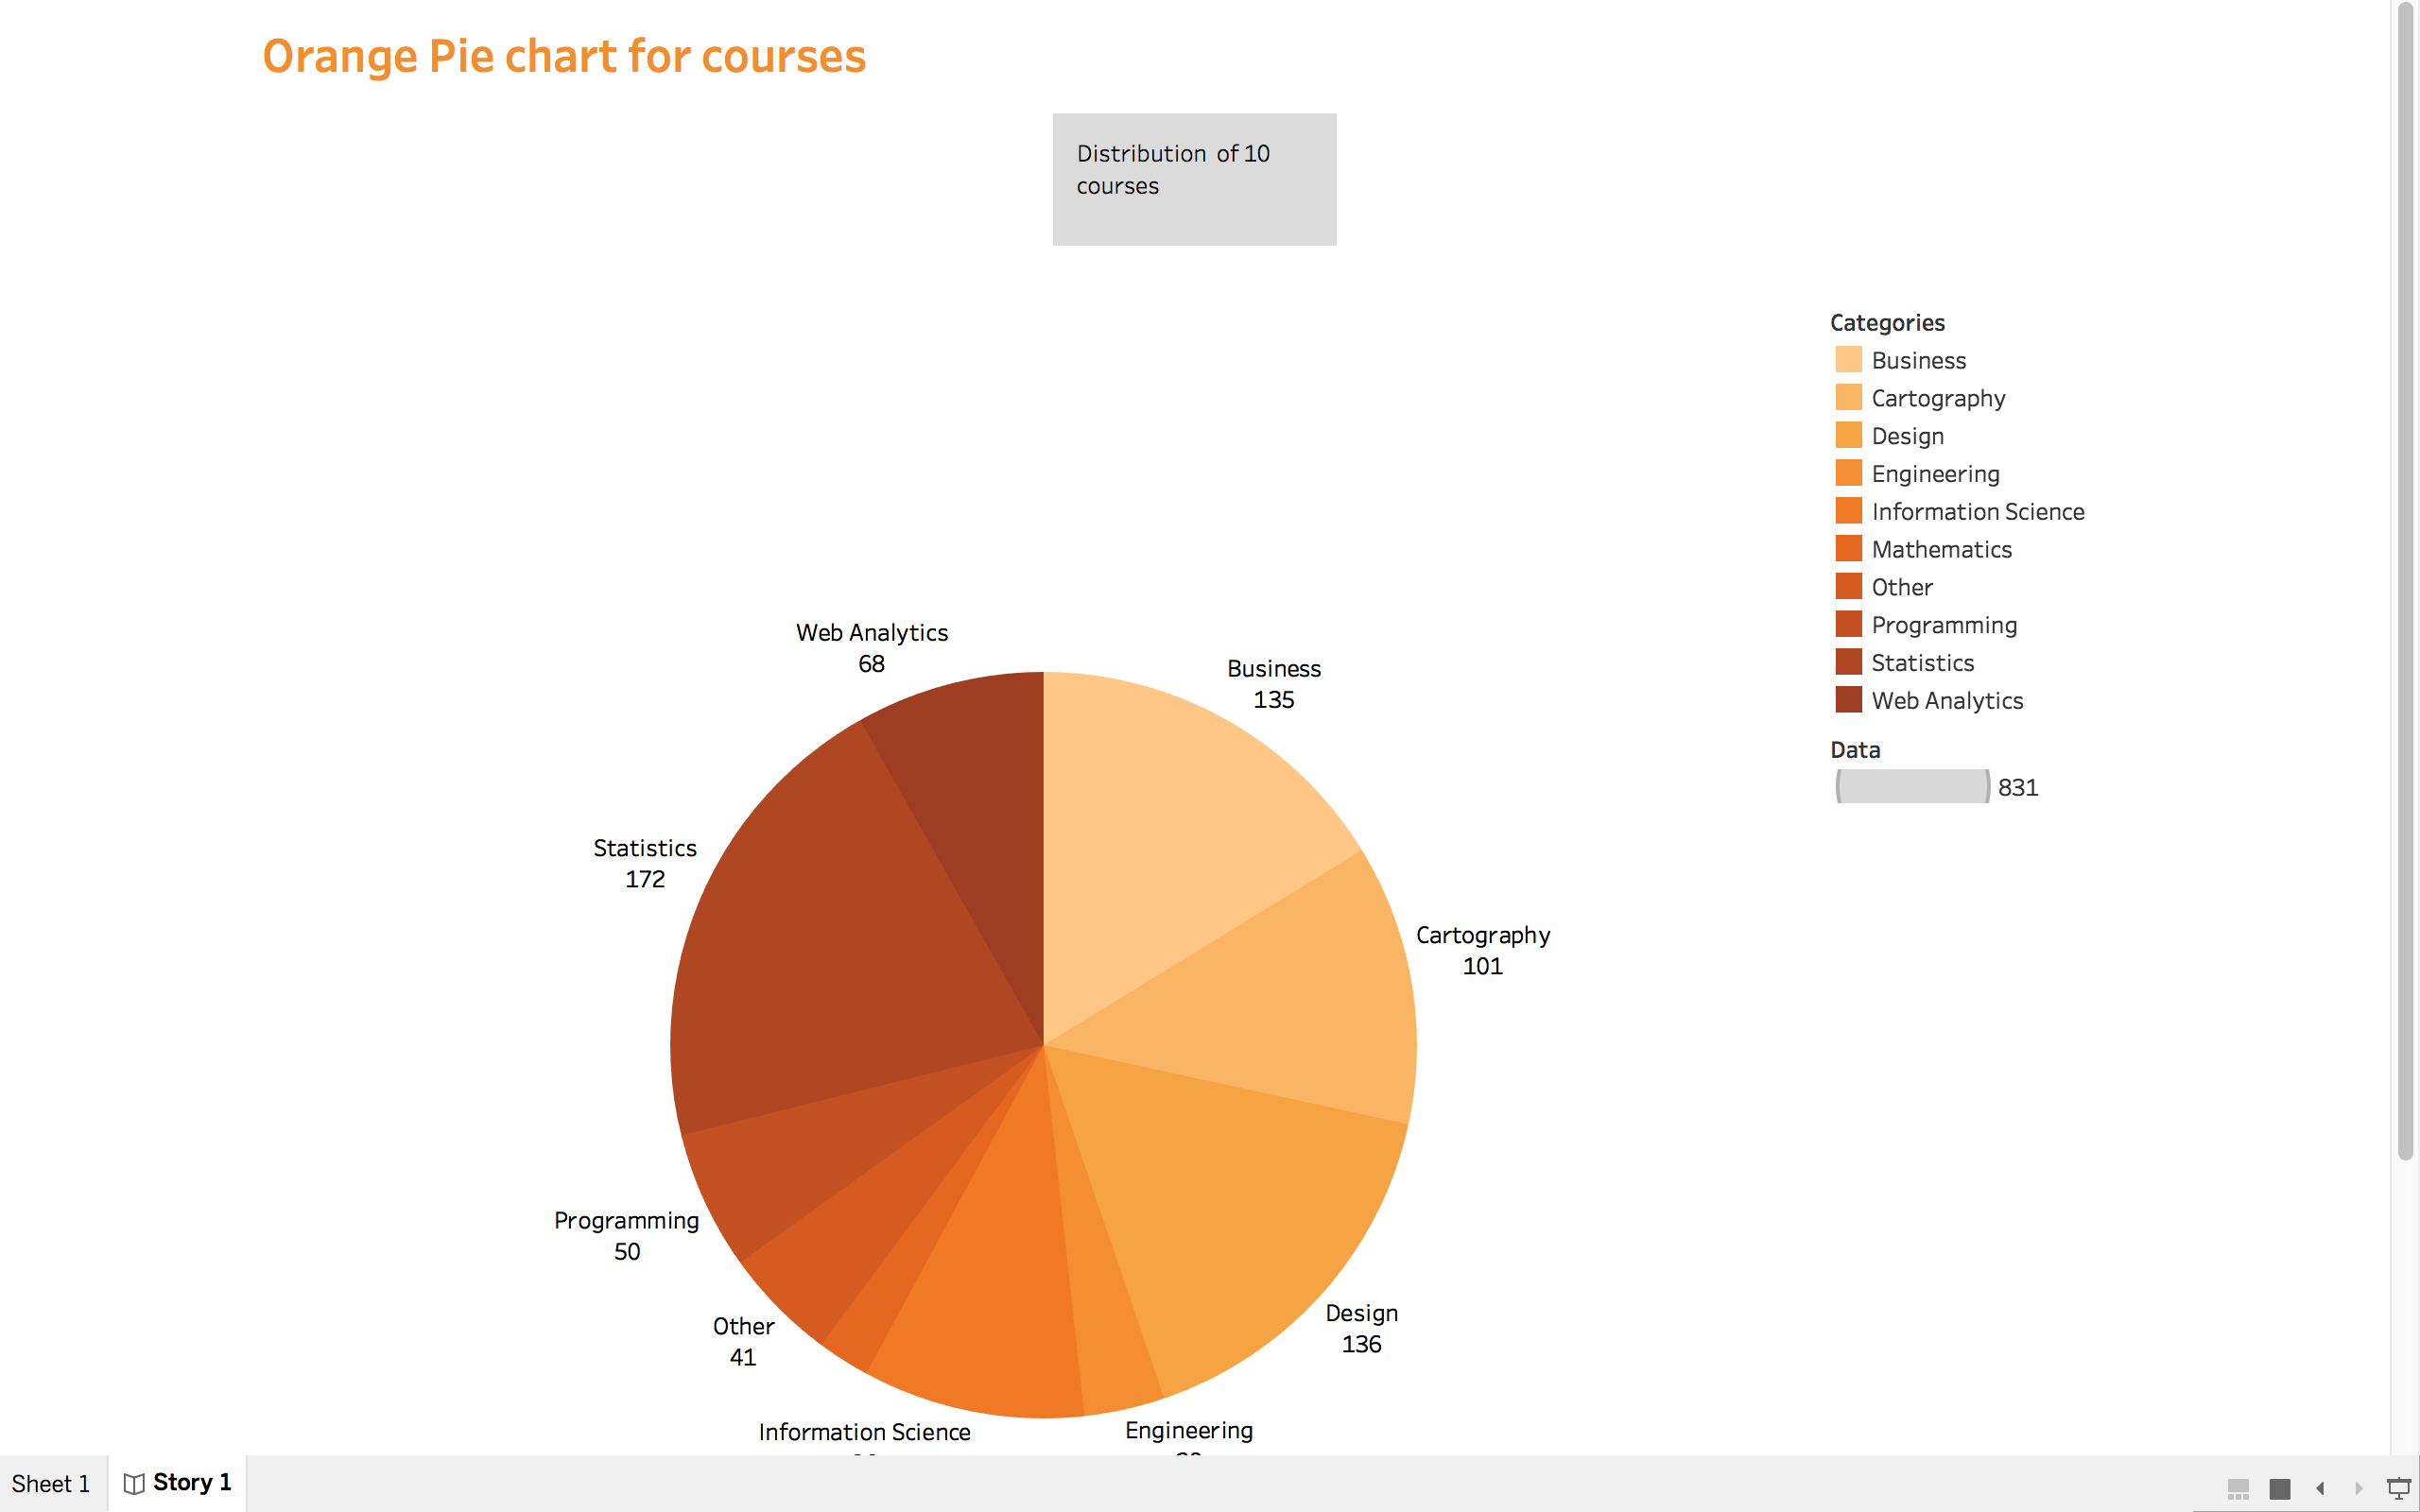 Orange Pie chart for courses
Distribution of 10
courses
Categories
Business
Cartography
Design
Engineering
Information Science
Mathematics
Other
Programming
Statistics
Web Analytics
Data
831
Web Analytics
68
Business
135
Statistics
172
Cartography
101
Programming
50
Design
136
Other
41
Information Science
Engineering
Sheet 1
Story 1